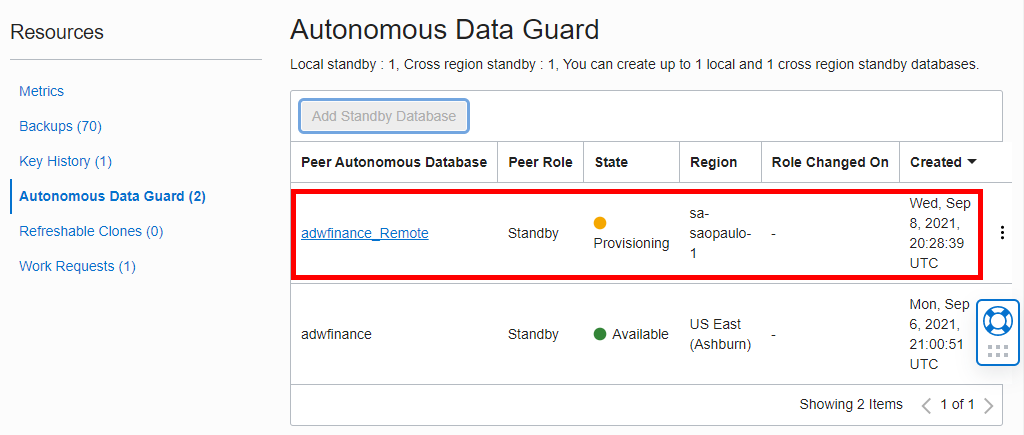 Resources
Metrics
Backups (70)
Key History (1)
Autonomous Data Guard (2)
Refreshable Clones (0)
Work Requests (1)
Autonomous Data Guard
Local standby : 1, Cross region standby : 1, You can create up to 1 local and 1 cross region standby databases.
Add Standby Database
Peer Autonomous Database Peer Role State Region Role Changed On Created
adwfinance_Remote Standby Provisioning sa-
saopaulo-
1 - Wed, Sep
8, 2021,
20:28:39
UTC
adwfinance Standby Available US East
(Ashburn) - Mon, Sep
6, 2021,
21:00:51
UTC
Showing 2 Items 1 of 1